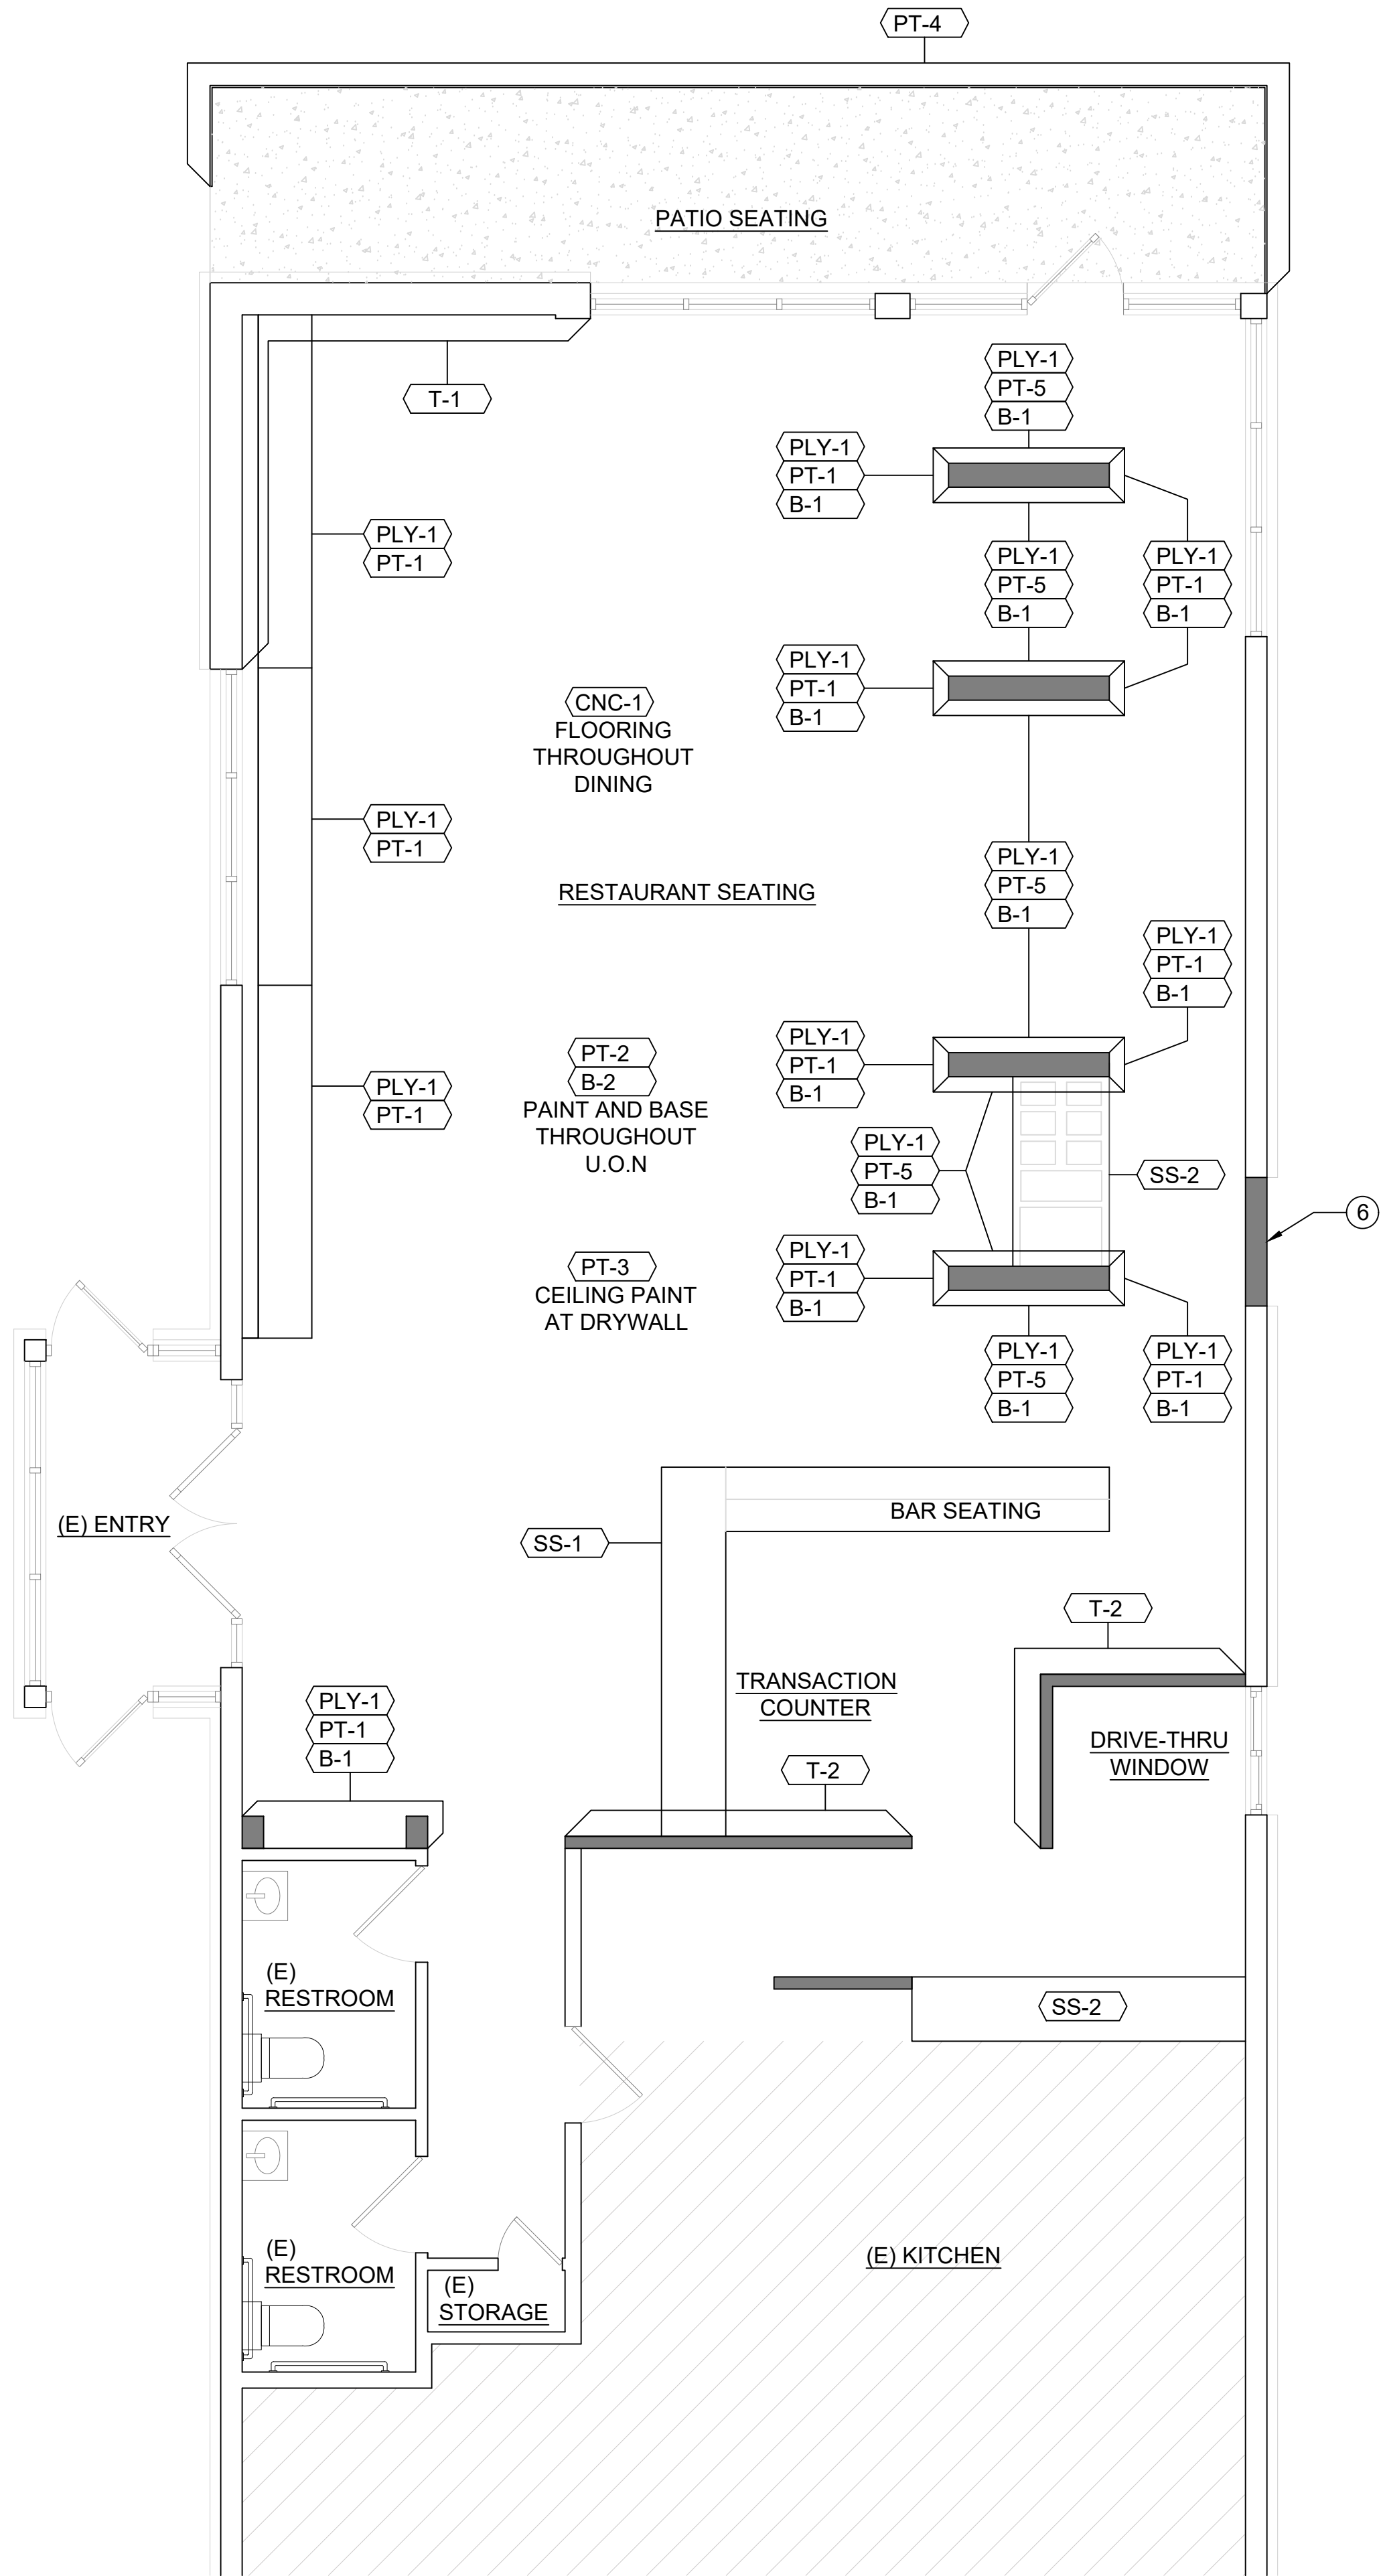 PT-4
PATIO SEATING
T-1
PLY-1
PT-5
B-1
PLY-1
PT-1
B-1
PLY-1
PT-1
PLY-1
PT-5
B-1
PLY-1
PT-1
B-1
PLY-1
PT-1
B-1
CNC-1
FLOORING
THROUGHOUT
DINING
PLY-1
PT-1
PLY-1
PT-5
B-1
RESTAURANT SEATING
PLY-1
PT-1
B-1
PLY-1
PT-1
B-1
PT-2
B-2
PAINT AND BASE
THROUGHOUT
U.O.N
PLY-1
PT-1
PLY-1
PT-5
B-1
SS-2
6
PLY-1
PT-1
B-1
PT-3
CEILING PAINT
AT DRYWALL
PLY-1
PT-5
B-1
PLY-1
PT-1
B-1
BAR SEATING
(E) ENTRY
SS-1
T-2
TRANSACTION
COUNTER
PLY-1
PT-1
B-1
DRIVE-THRU
WINDOW
T-2
(E)
RESTROOM
SS-2
(E)
RESTROOM
(E) KITCHEN
(E)
STORAGE